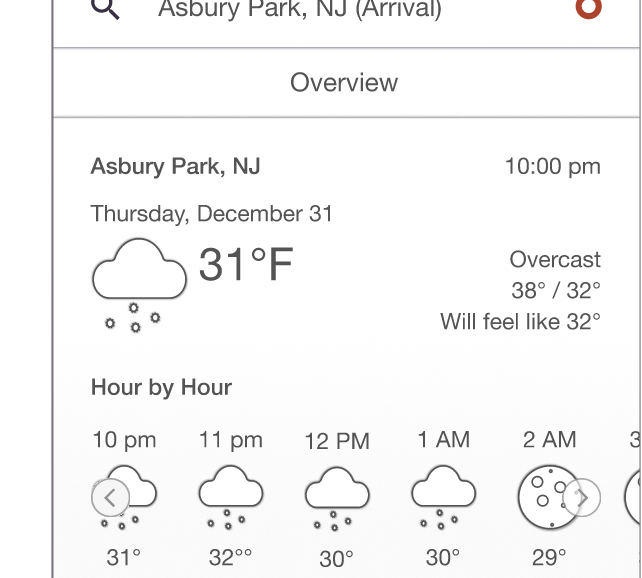 Asbury Park, NJ (Arrival)
Overview
Asbury Park, NJ 10:00 pm
Thursday, December 31
31°F
Overcast
38° / 32°
Will feel like 32°
Hour by Hour
10 pm 11 pm 12 PM 1 AM 2 AM 3
31° 32°° 30° 30° 29°